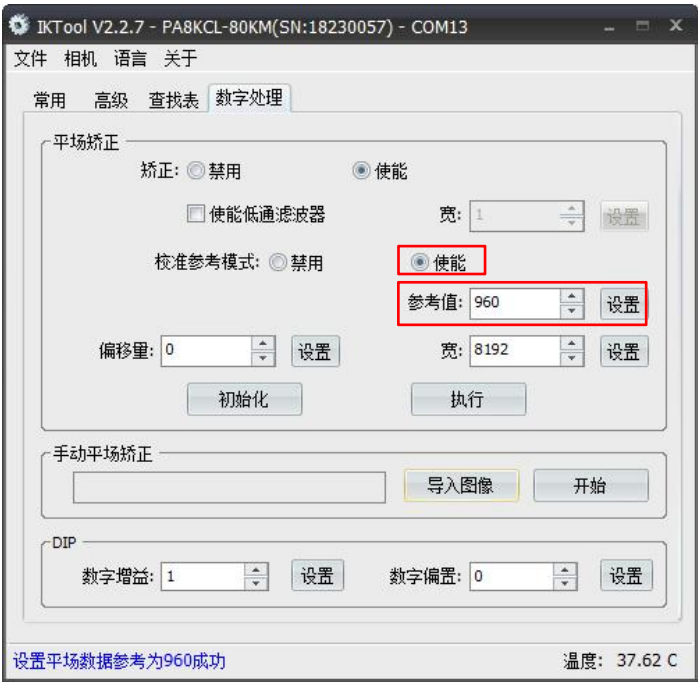 IKTool V2.2.7 - PA8KCL-80KM(SN:18230057) - COM13
文件 相机 语言 关于
常用 高级 查找表 数字处理
平场矫正
矫正: 禁用 使能
使能低通滤波器 宽: 1 设置
校准参考模式: 禁用 使能
参考值: 960 设置
偏移量: 0 设置 宽: 8192 设置
初始化 执行
手动平场矫正
导入图像 开始
DIP
数字增益: 1 设置 数字偏置: 0 设置
设置平场数据参考为960成功 温度: 37.62 C